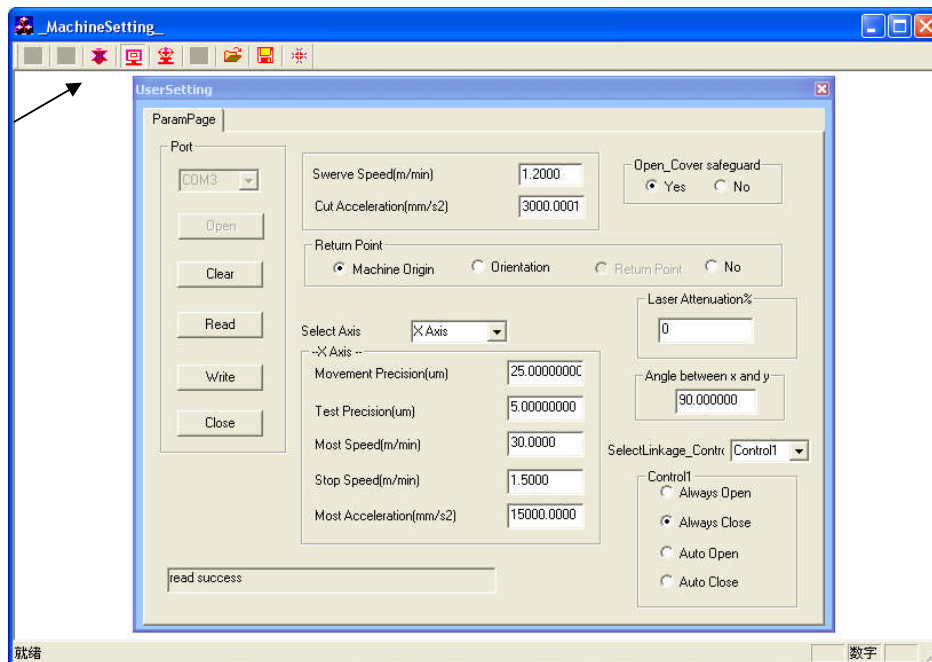 _MachineSetting_
UserSetting
ParamPage
Port
COM3
Open
Clear
Read
Write
Close
Swerve Speed(m/min) 1.2000
Cut Acceleration(mm/s2) 3000.0001
Open_Cover safeguard
Yes No
Return Point
Machine Origin Orientation Return Point No
Laser Attenuation%
0
Select Axis X Axis
--X Axis --
Movement Precision(um) 25.0000000
Test Precision(um) 5.00000000
Most Speed(m/min) 30.0000
Stop Speed(m/min) 1.5000
Most Acceleration(mm/s2) 15000.0000
Angle between x and y
90.000000
SelectLinkage_Contr Control1
Control1
Always Open
Always Close
Auto Open
Auto Close
read success
就绪 数字